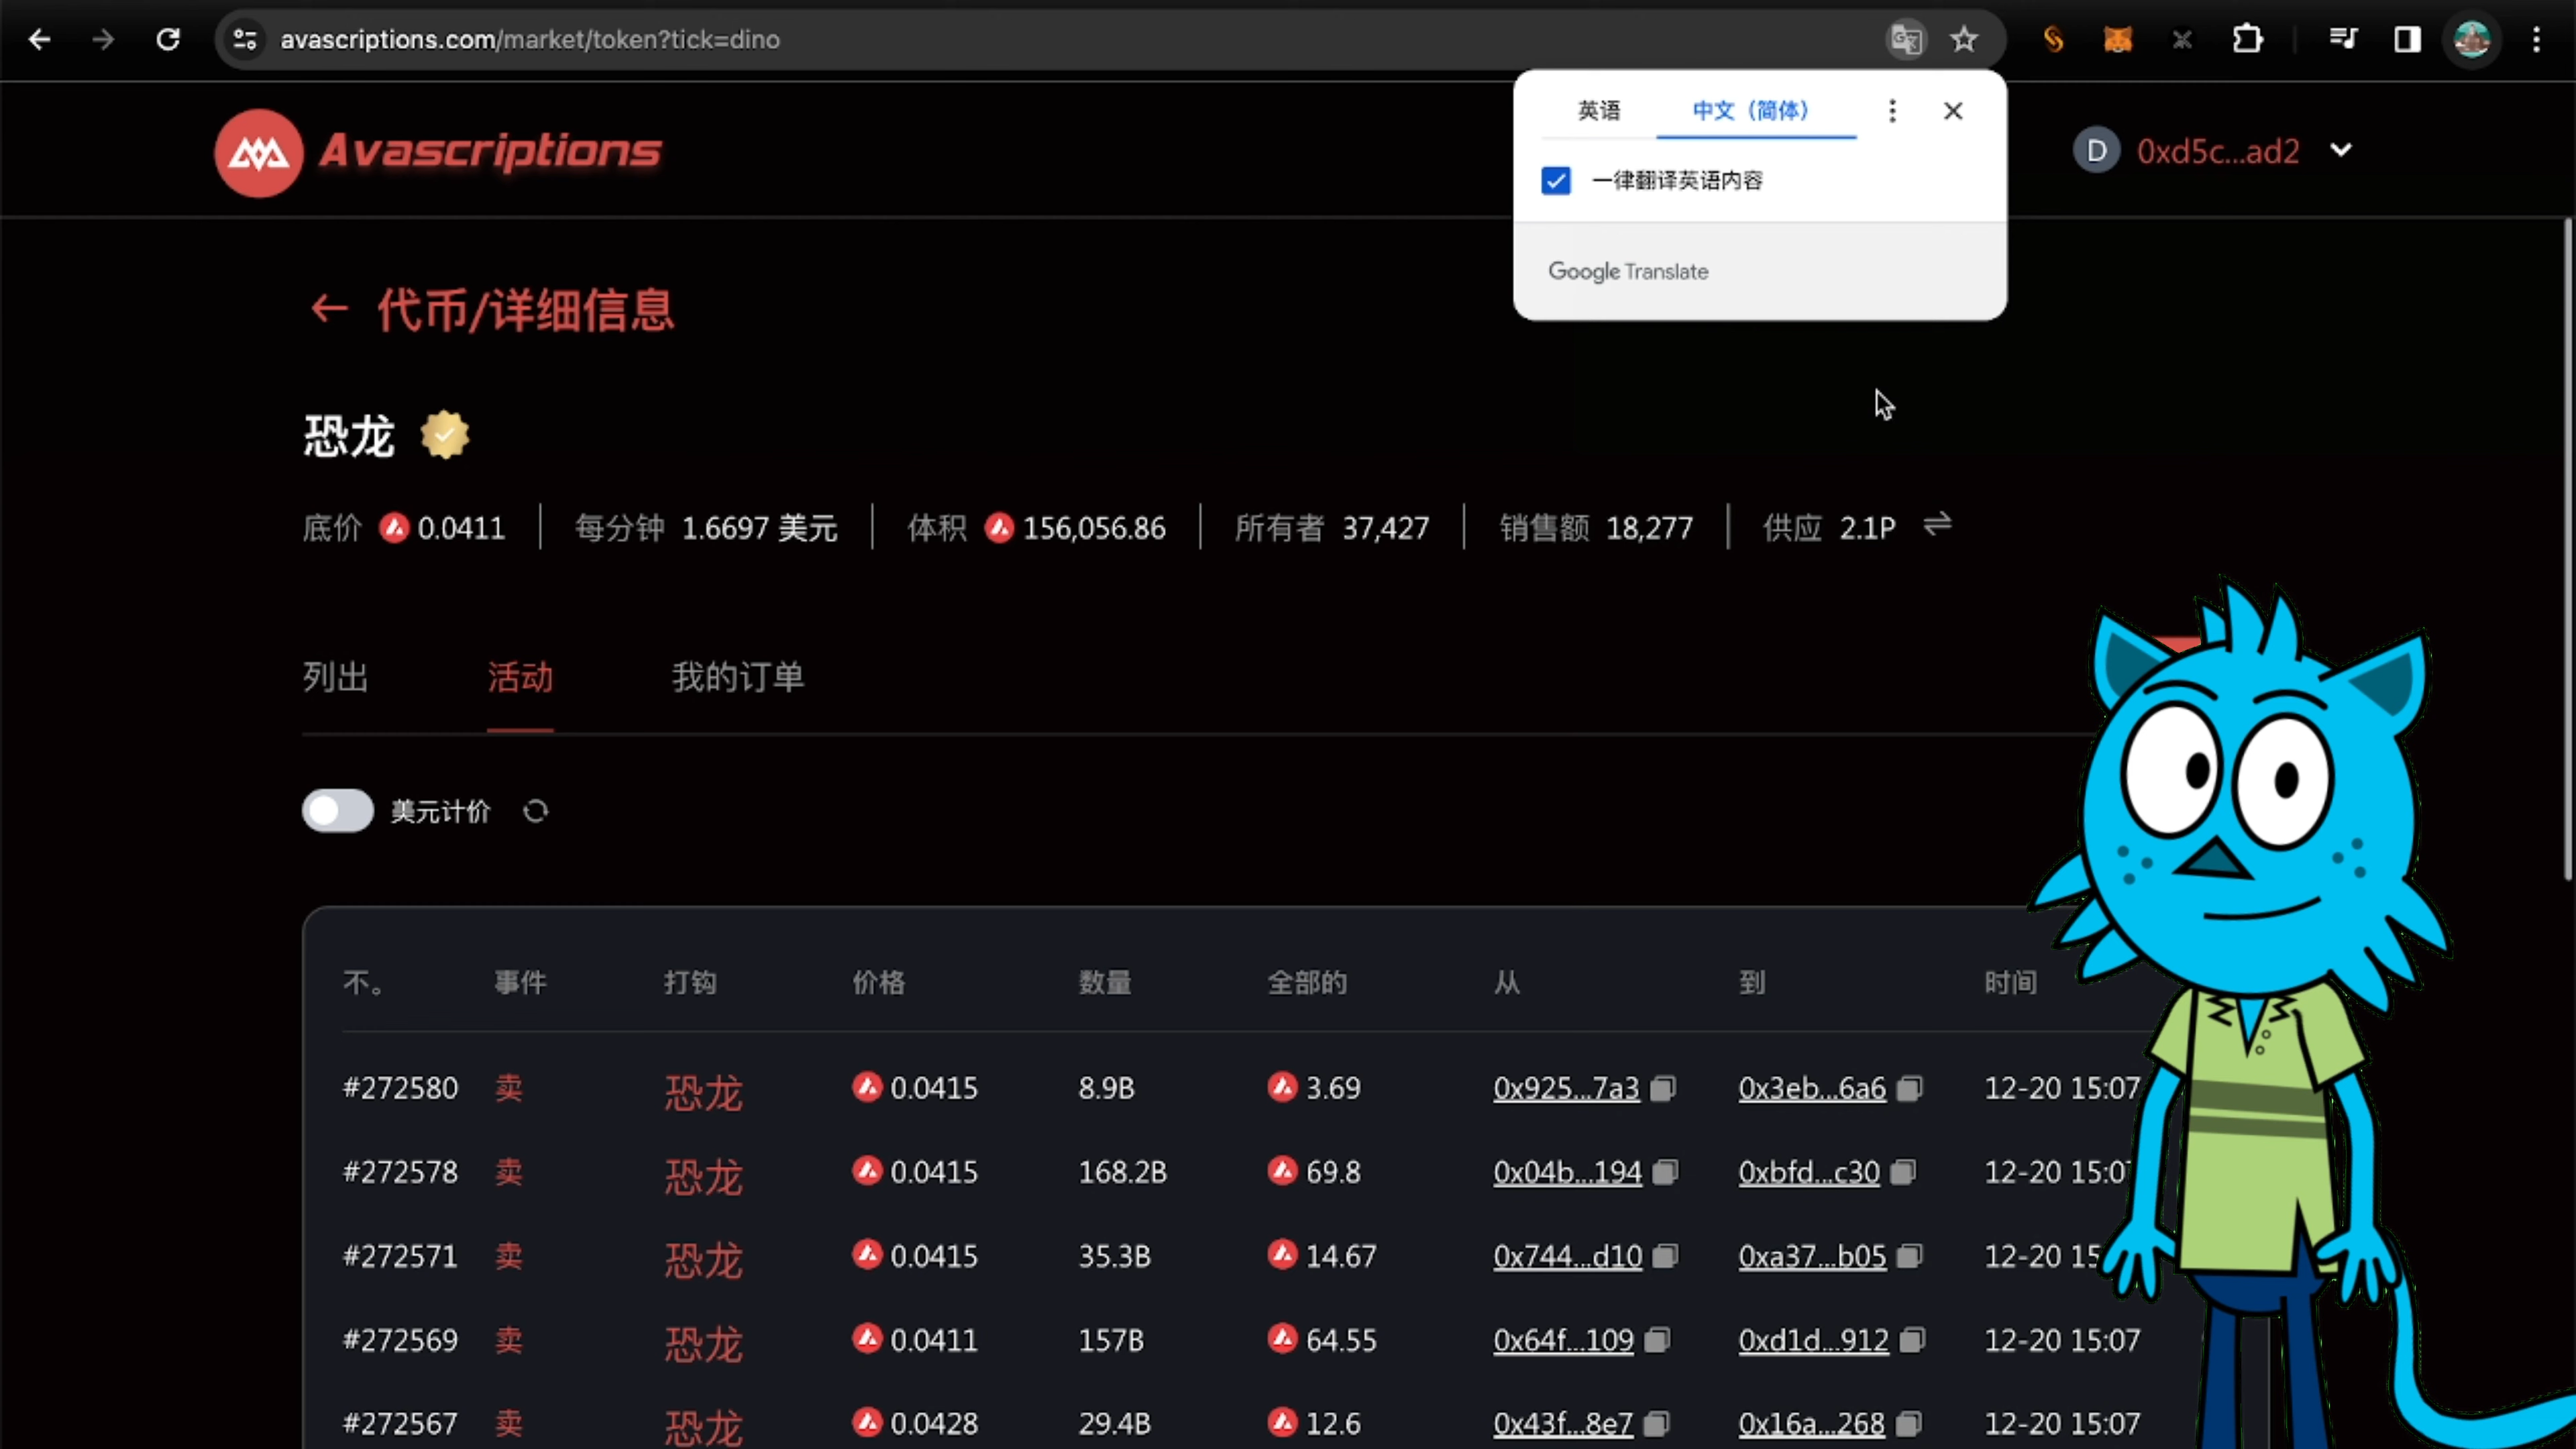 avascriptions.com/market/token?tick=dino
英语 中文（简体）
一律翻译英语内容
Google Translate
Avascriptions
D 0xd5c...ad2
← 代币/详细信息
恐龙
底价 0.0411 每分钟 1.6697 美元 体积 156,056.86 所有者 37,427 销售额 18,277 供应 2.1P
列出 活动 我的订单
美元计价
不。 事件 打钩 价格 数量 全部的 从 到 时间
#272580 卖 恐龙 0.0415 8.9B 3.69 0x925...7a3 0x3eb...6a6 12-20 15:07
#272578 卖 恐龙 0.0415 168.2B 69.8 0x04b...194 0xbfd...c30 12-20 15:07
#272571 卖 恐龙 0.0415 35.3B 14.67 0x744...d10 0xa37...b05 12-20
#272569 卖 恐龙 0.0411 157B 64.55 0x64f...109 0xd1d...912 12-20 15:07
#272567 卖 恐龙 0.0428 29.4B 12.6 0x43f...8e7 0x16a...268 12-20 15:07